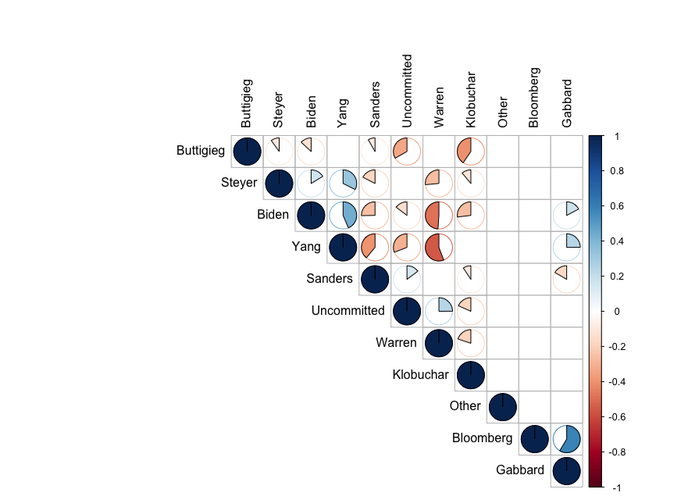 Buttigieg
Steyer
Biden
Yang
Sanders
Uncommitted
Warren
Klobuchar
Other
Bloomberg
Gabbard
Buttigieg
Steyer
Biden
Yang
Sanders
Uncommitted
Warren
Klobuchar
Other
Bloomberg
Gabbard
1
0.8
0.6
0.4
0.2
0
-0.2
-0.4
-0.6
-0.8
-1